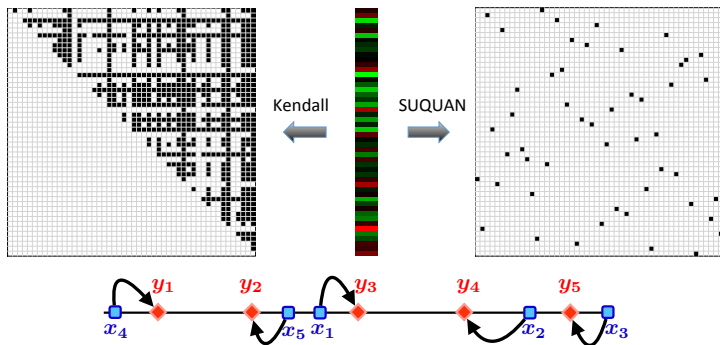 Kendall
SUQUAN
y₁ y₂ y₃ y₄ y₅
x₄ x₅ x₁ x₂ x₃